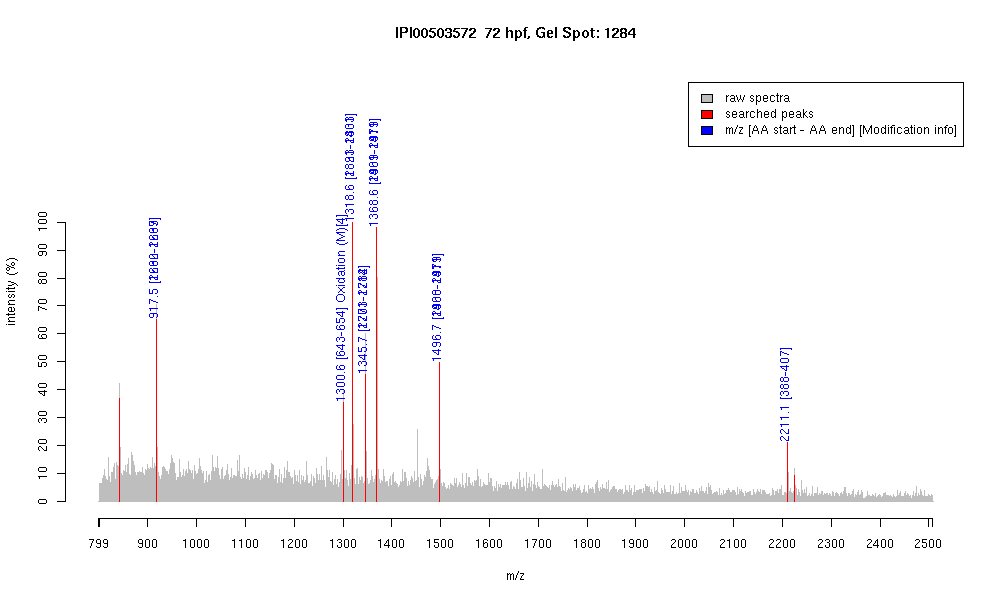 IPI00503572 72 hpf, Gel Spot: 1284
raw spectra
searched peaks
m/z [AA start - AA end] [Modification info]
intensity (%)
100
90
80
70
60
50
40
30
20
10
0
917.5
1300.6 [643-654] Oxidation (M)[4]
1318.6
1345.7
1368.6
1496.7
2211.1 [388-407]
799 900 1000 1100 1200 1300 1400 1500 1600 1700 1800 1900 2000 2100 2200 2300 2400 2500
m/z